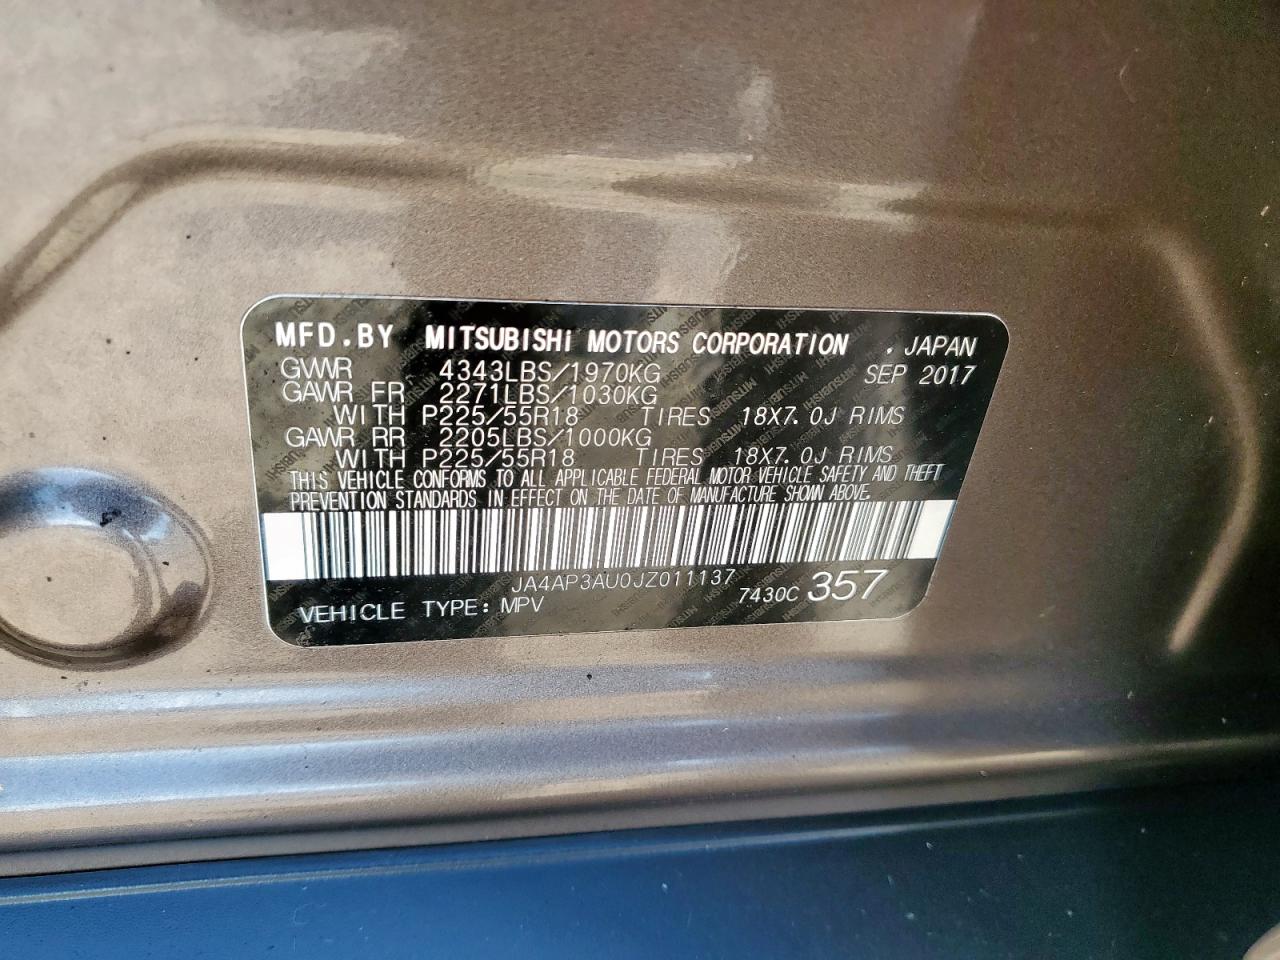 MFD. BY MITSUBISHI MOTORS CORPORATION , JAPAN
GVWR 4343LBS/1970KG SEP 2017
GAWR FR 2271LBS/1030KG
WITH P225/55R18 TIRES 18X7.0J RIMS
GAWR RR 2205LBS/1000KG
WITH P225/55R18 TIRES 18X7.0J RIMS
THIS VEHICLE CONFORMS TO ALL APPLICABLE FEDERAL MOTOR VEHICLE SAFETY AND THEFT
PREVENTION STANDARDS IN EFFECT ON THE DATE OF MANUFACTURE SHOWN ABOVE.
JA4AP3AU0JZ011137
VEHICLE TYPE: MPV 7430C 357